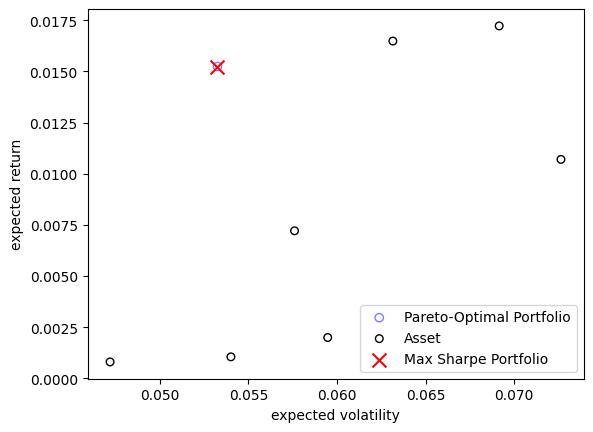 0.0175
0.0150
0.0125
0.0100
0.0075
0.0050
0.0025
0.0000
expected return
Pareto-Optimal Portfolio
Asset
Max Sharpe Portfolio
0.050 0.055 0.060 0.065 0.070
expected volatility